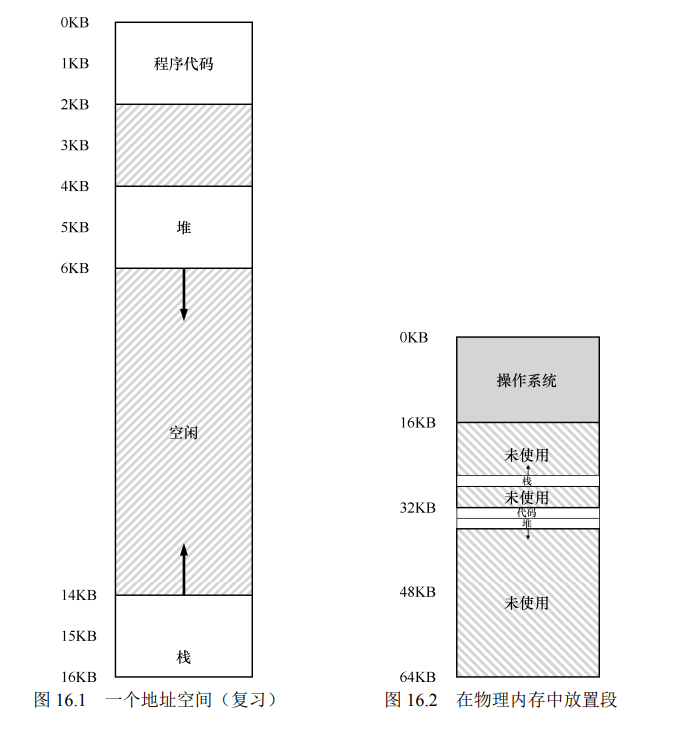 0KB
1KB
程序代码
2KB
3KB
4KB
5KB
堆
6KB
空闲
14KB
15KB
栈
16KB
图 16.1 一个地址空间（复习）
0KB
操作系统
16KB
未使用
栈
未使用
32KB
代码
堆
48KB
未使用
64KB
图 16.2 在物理内存中放置段